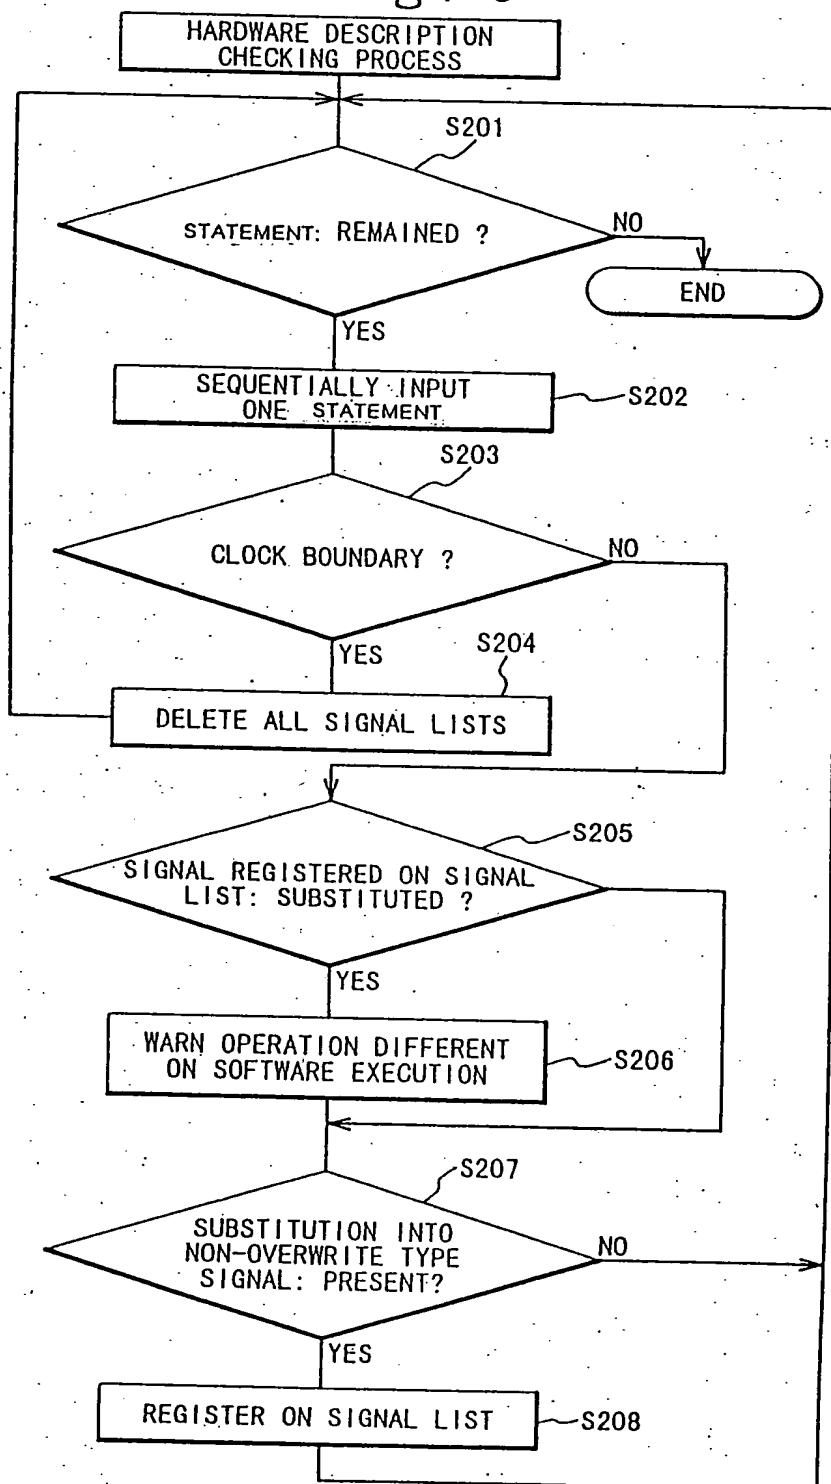 HARDWARE DESCRIPTION
CHECKING PROCESS
S201
STATEMENT: REMAINED ?
NO
END
YES
SEQUENTIALLY INPUT
ONE STATEMENT
S202
S203
CLOCK BOUNDARY ?
NO
YES
S204
DELETE ALL SIGNAL LISTS
S205
SIGNAL REGISTERED ON SIGNAL
LIST: SUBSTITUTED ?
YES
WARN OPERATION DIFFERENT
ON SOFTWARE EXECUTION
S206
S207
SUBSTITUTION INTO
NON-OVERWRITE TYPE
SIGNAL: PRESENT?
NO
YES
REGISTER ON SIGNAL LIST
S208